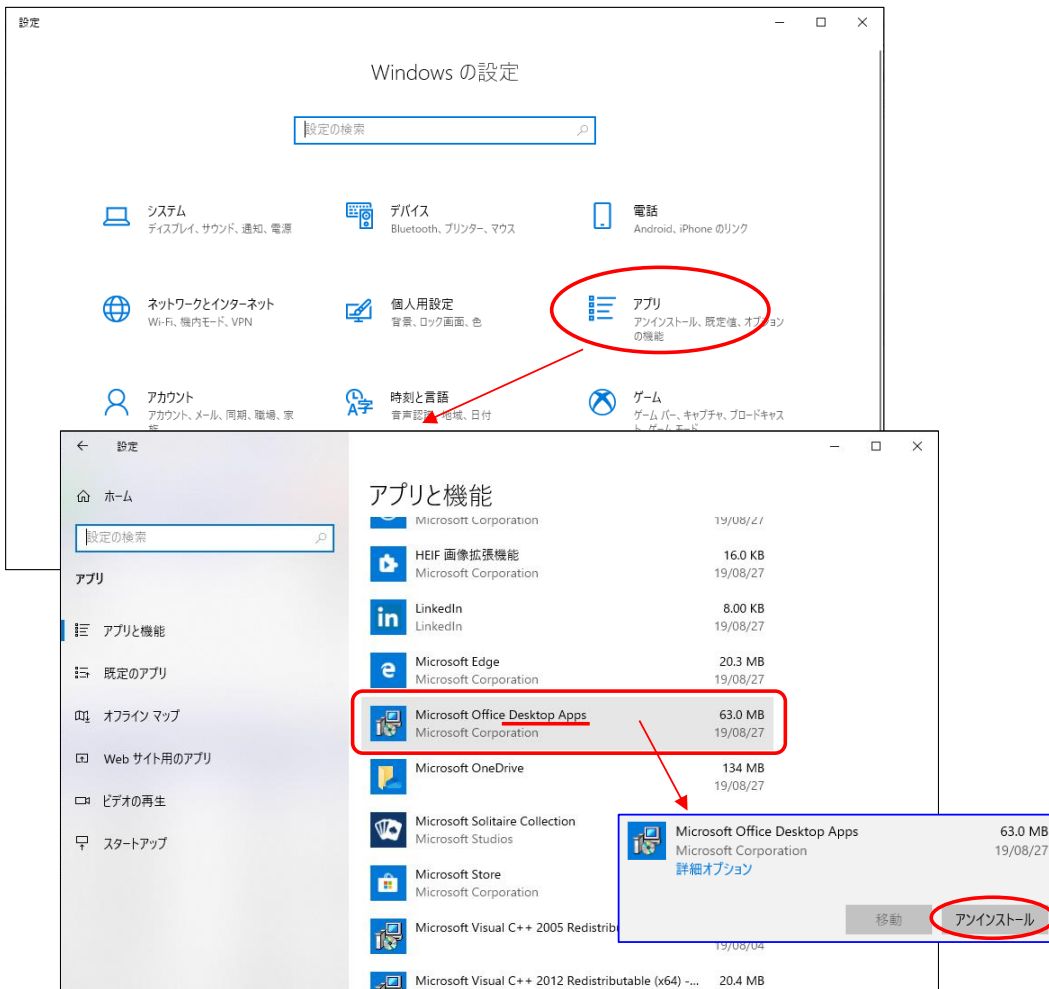 設定
Windows の設定
設定の検索
システム
ディスプレイ、サウンド、通知、電源
デバイス
Bluetooth、プリンター、マウス
電話
Android、iPhone のリンク
ネットワークとインターネット
Wi-Fi、機内モード、VPN
個人用設定
背景、ロック画面、色
アプリ
アンインストール、既定値、オプション
の機能
アカウント
アカウント、メール、同期、職場、家
族
時刻と言語
音声認識、地域、日付
ゲーム
ゲーム バー、キャプチャ、ブロードキャス
ト、ゲーム モード
設定
ホーム
設定の検索
アプリ
アプリと機能
既定のアプリ
オフライン マップ
Web サイト用のアプリ
ビデオの再生
スタートアップ
アプリと機能
Microsoft Corporation 19/08/27
HEIF 画像拡張機能 16.0 KB
Microsoft Corporation 19/08/27
LinkedIn 8.00 KB
LinkedIn 19/08/27
Microsoft Edge 20.3 MB
Microsoft Corporation 19/08/27
Microsoft Office Desktop Apps 63.0 MB
Microsoft Corporation 19/08/27
Microsoft OneDrive 134 MB
19/08/27
Microsoft Solitaire Collection
Microsoft Studios
Microsoft Store
Microsoft Corporation
Microsoft Visual C++ 2005 Redistrib
19/08/04
Microsoft Visual C++ 2012 Redistributable (x64) -... 20.4 MB
Microsoft Office Desktop Apps 63.0 MB
Microsoft Corporation 19/08/27
詳細オプション
移動 アンインストール